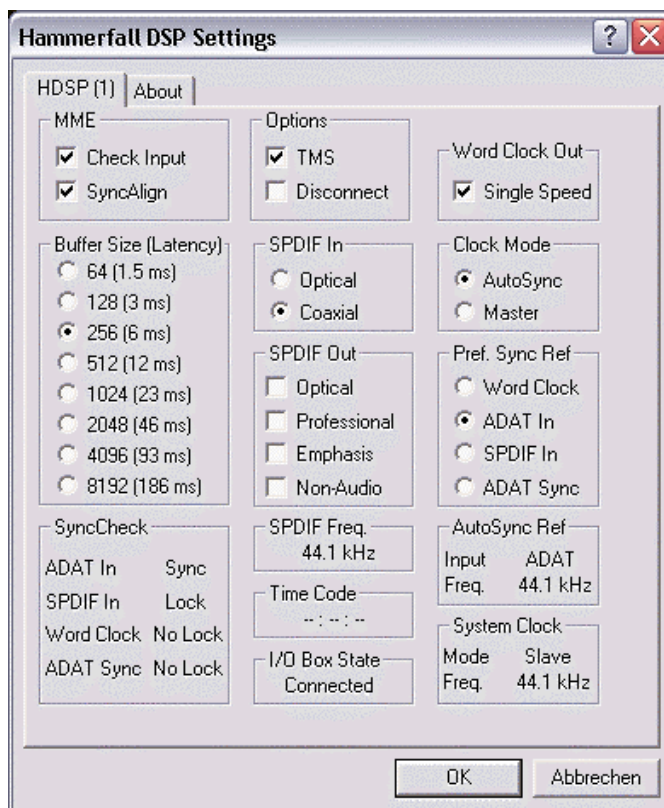 Hammerfall DSP Settings
HDSP (1)
About
MME
Check Input
SyncAlign
Options
TMS
Disconnect
Word Clock Out
Single Speed
Buffer Size (Latency)
64 (1.5 ms)
128 (3 ms)
256 (6 ms)
512 (12 ms)
1024 (23 ms)
2048 (46 ms)
4096 (93 ms)
8192 (186 ms)
SPDIF In
Optical
Coaxial
Clock Mode
AutoSync
Master
SPDIF Out
Optical
Professional
Emphasis
Non-Audio
Pref. Sync Ref
Word Clock
ADAT In
SPDIF In
ADAT Sync
SyncCheck
ADAT In Sync
SPDIF In Lock
Word Clock No Lock
ADAT Sync No Lock
SPDIF Freq.
44.1 kHz
Time Code
-- : -- : --
I/O Box State
Connected
AutoSync Ref
Input ADAT
Freq. 44.1 kHz
System Clock
Mode Slave
Freq. 44.1 kHz
OK
Abbrechen